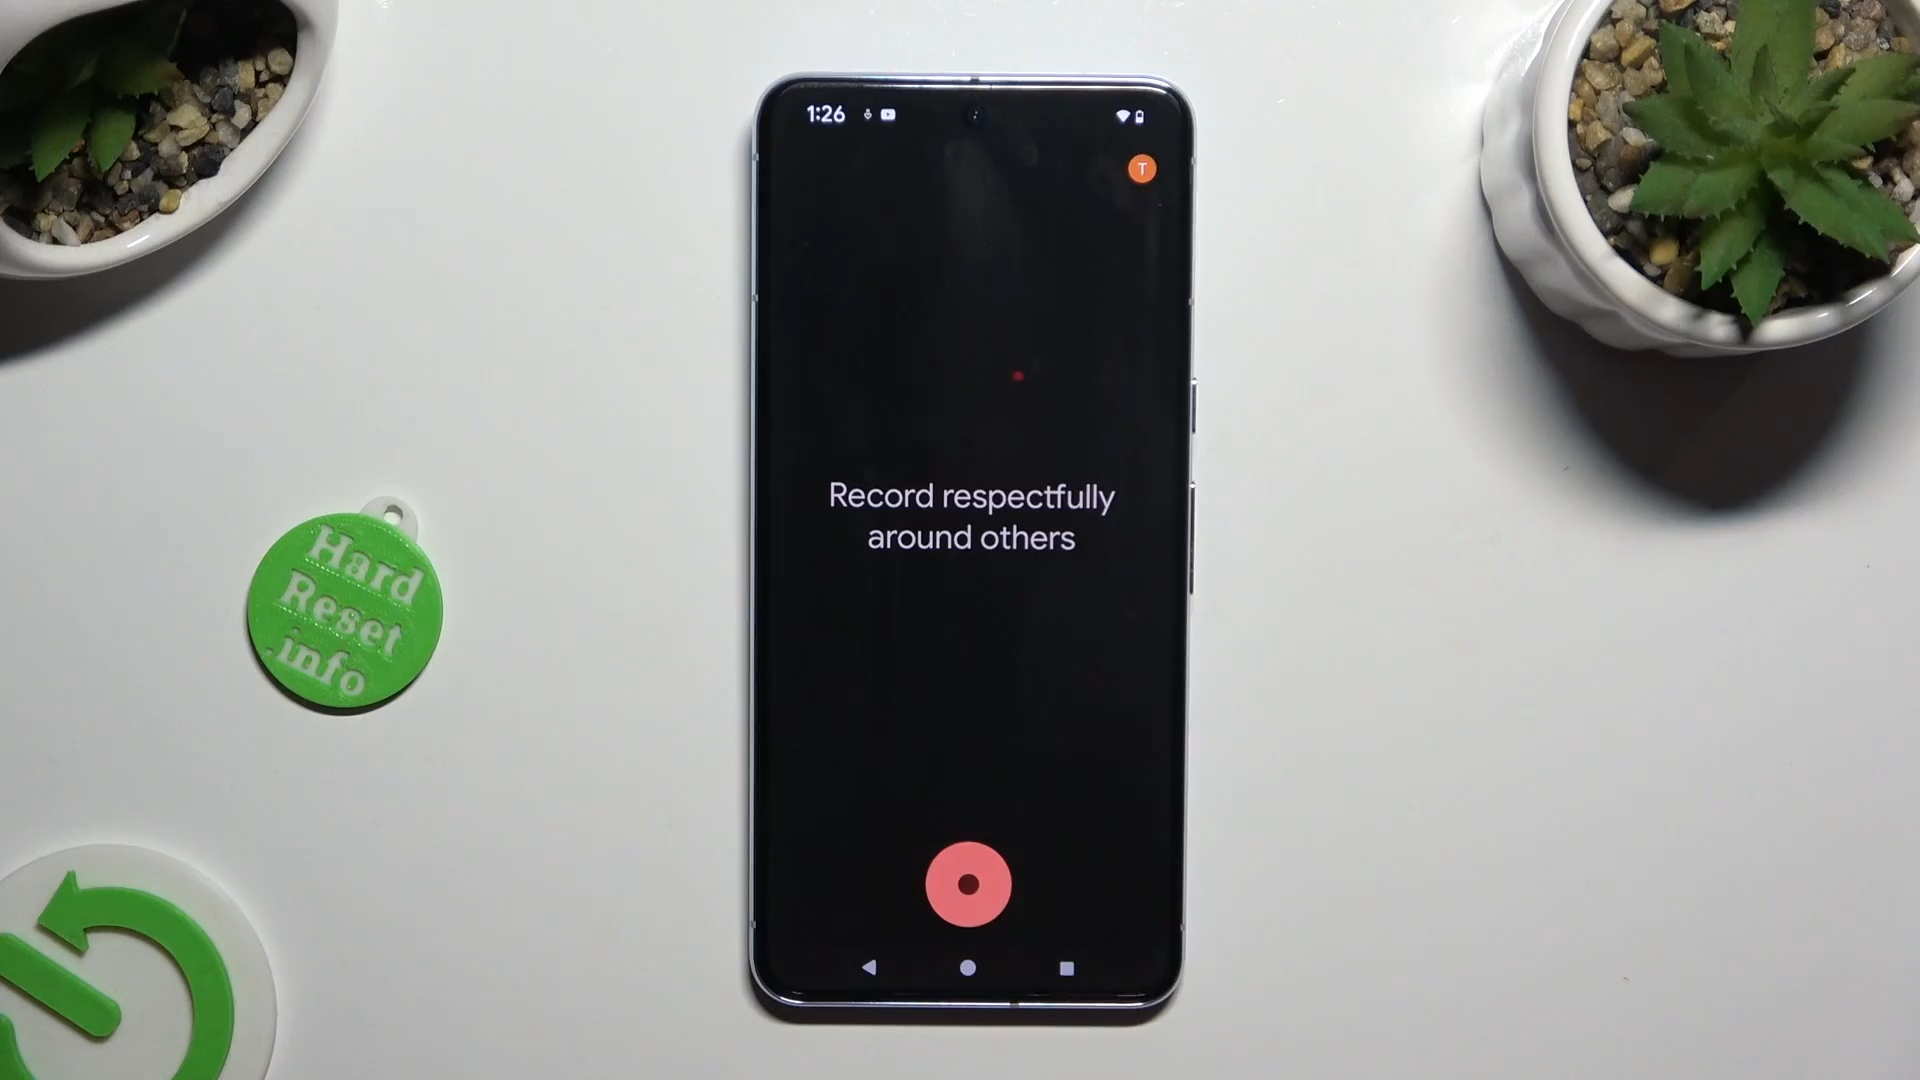 1:26
T
Record respectfully
around others
Hard
Reset
.info